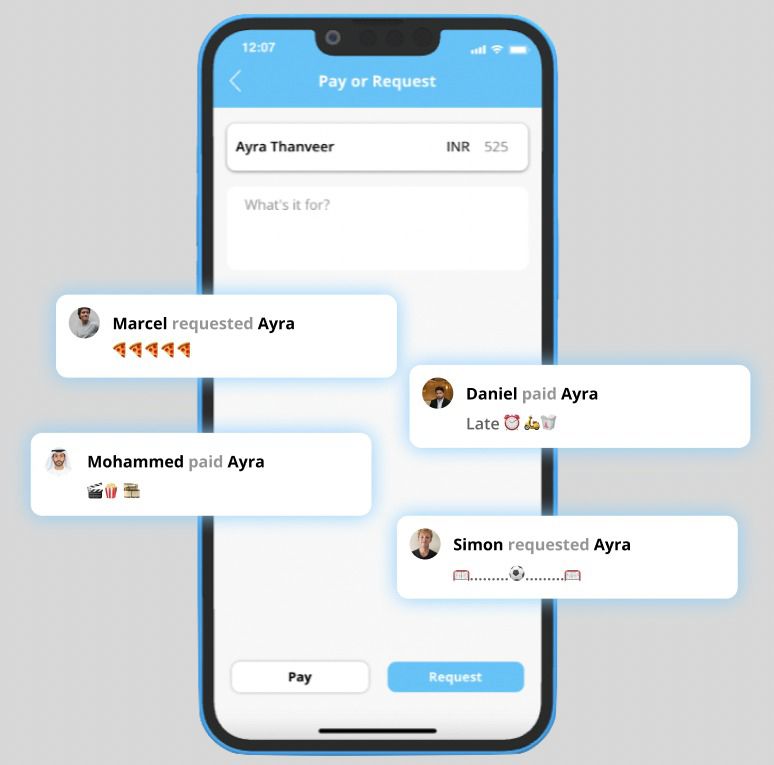 12:07
Pay or Request
Ayra Thanveer INR 525
What's it for?
Marcel requested Ayra
🍕🍕🍕🍕🍕
Daniel paid Ayra
Late ⏰🛵🗑️
Mohammed paid Ayra
🎬🍿
Simon requested Ayra
🥅.........⚽.........🥅
Pay Request